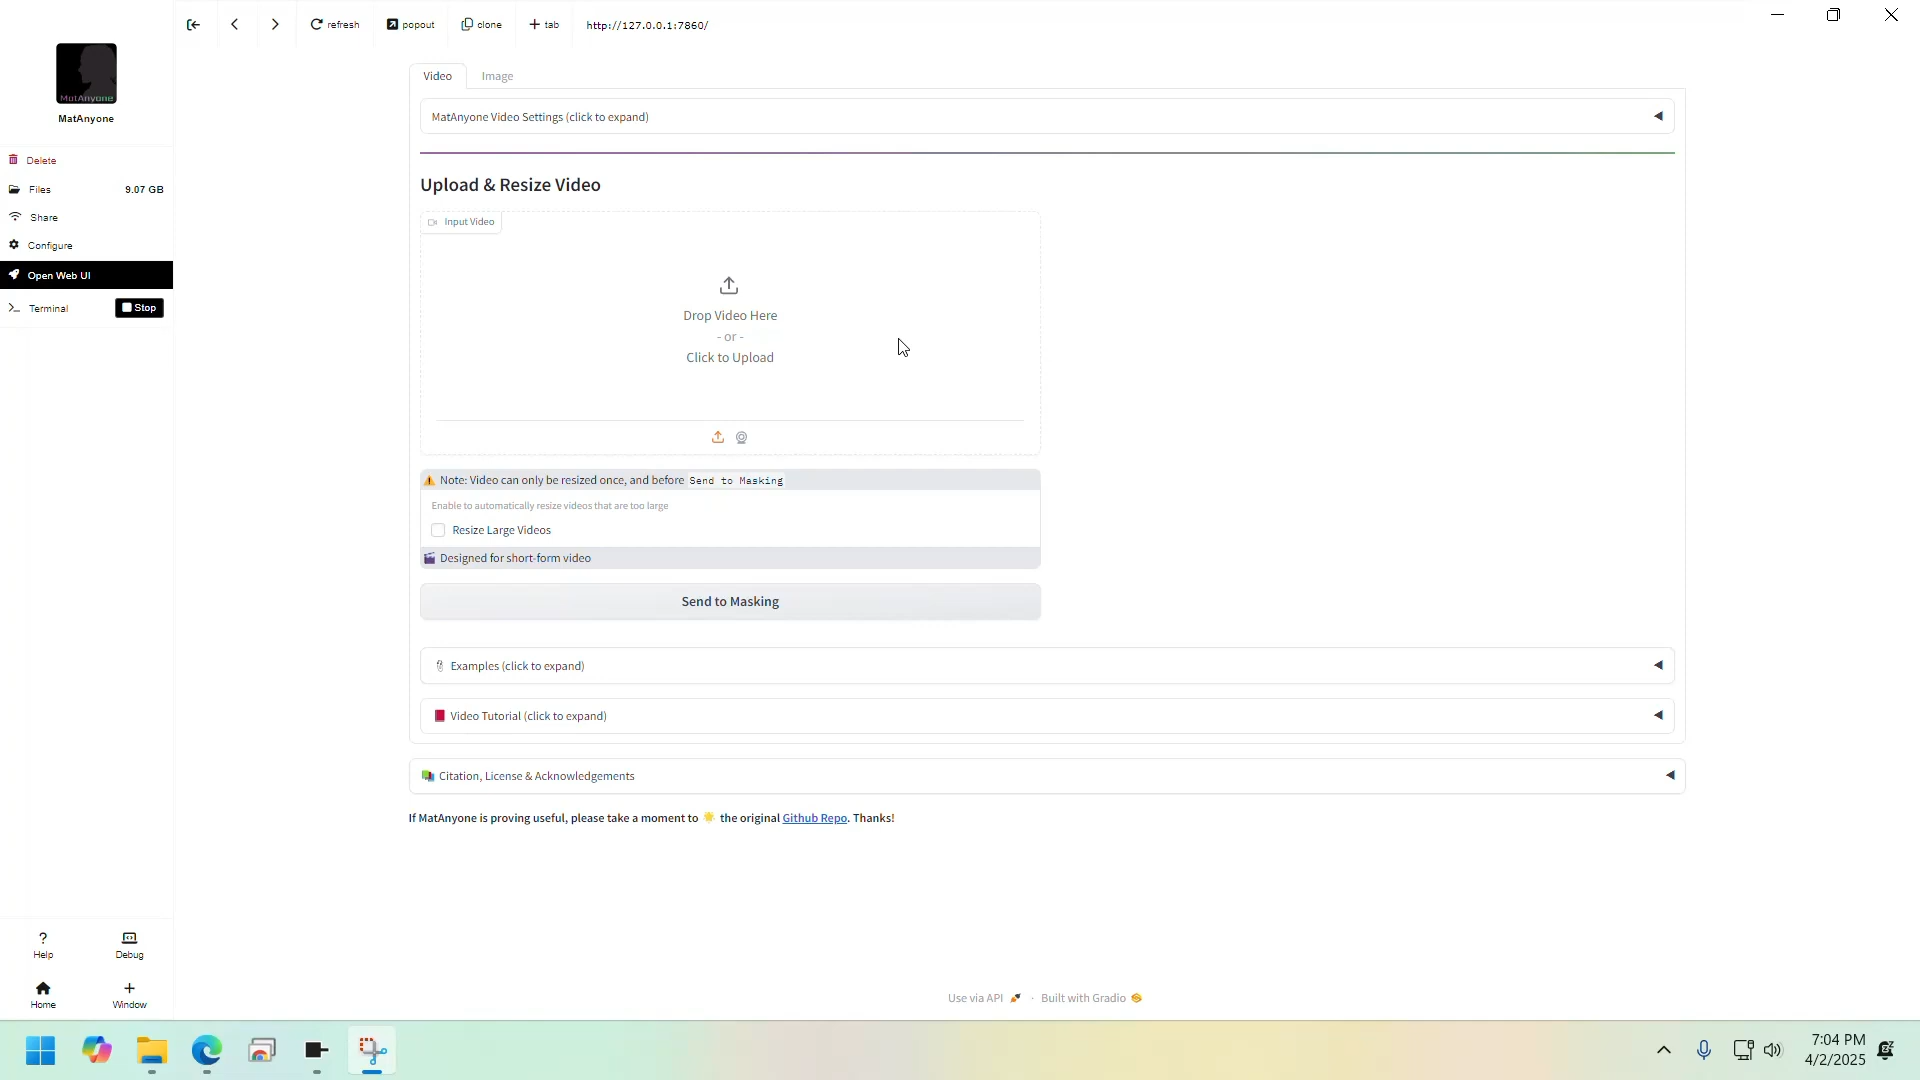 refresh
popout
clone
tab
http://127.0.0.1:7860/
MatAnyone
MatAnyone
Delete
Files 9.07 GB
Share
Configure
Open Web UI
Terminal Stop
Video Image
MatAnyone Video Settings (click to expand)
Upload & Resize Video
Input Video
Drop Video Here
- or -
Click to Upload
Note: Video can only be resized once, and before Send to Masking
Enable to automatically resize videos that are too large
Resize Large Videos
Designed for short-form video
Send to Masking
Examples (click to expand)
Video Tutorial (click to expand)
Citation, License & Acknowledgements
If MatAnyone is proving useful, please take a moment to 🌟 the original Github Repo. Thanks!
Help Debug
Home Window
Use via API · Built with Gradio
7:04 PM
4/2/2025